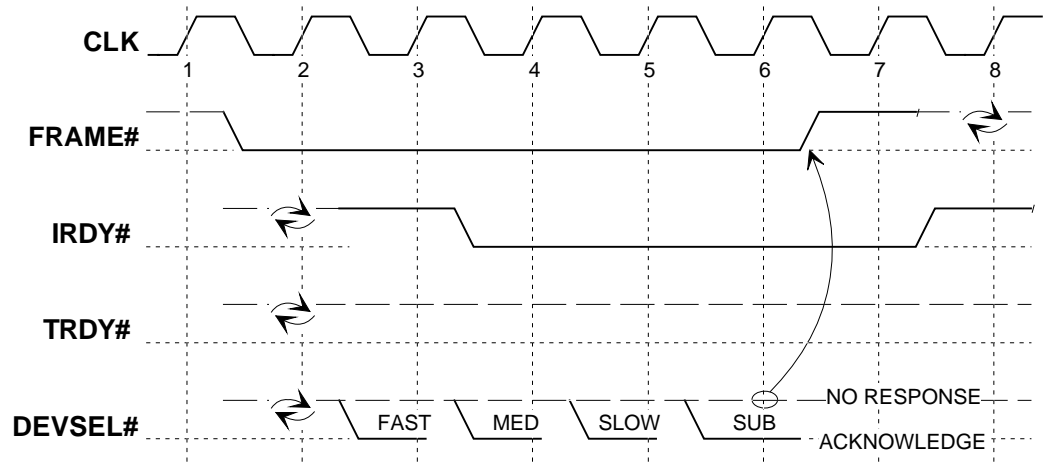 CLK
1 2 3 4 5 6 7 8
FRAME#
IRDY#
TRDY#
NO RESPONSE
DEVSEL# FAST MED SLOW SUB
ACKNOWLEDGE